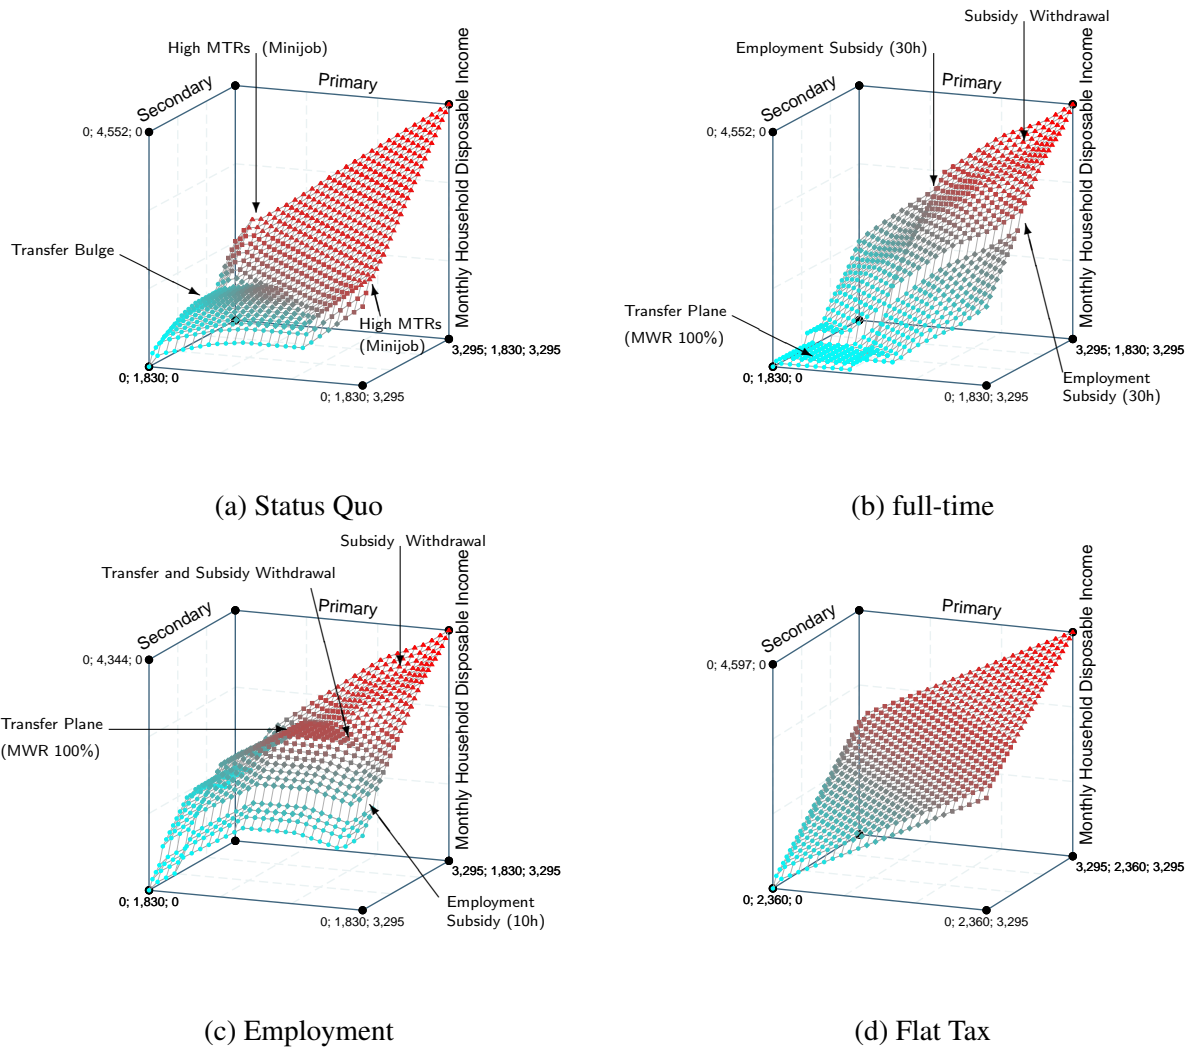 High MTRs (Minijob)
Secondary
Primary
Monthly Household Disposable Income
0; 4,552; 0
Transfer Bulge
High MTRs
(Minijob)
0; 1,830; 0
3,295; 1,830; 3,295
0; 1,830; 3,295
(a) Status Quo
Subsidy Withdrawal
Employment Subsidy (30h)
Secondary
Primary
Monthly Household Disposable Income
0; 4,552; 0
Transfer Plane
(MWR 100%)
0; 1,830; 0
3,295; 1,830; 3,295
Employment
Subsidy (30h)
0; 1,830; 3,295
(b) full-time
Subsidy Withdrawal
Transfer and Subsidy Withdrawal
Secondary
Primary
Monthly Household Disposable Income
0; 4,344; 0
Transfer Plane
(MWR 100%)
0; 1,830; 0
3,295; 1,830; 3,295
Employment
Subsidy (10h)
0; 1,830; 3,295
(c) Employment
Secondary
Primary
Monthly Household Disposable Income
0; 4,597; 0
0; 2,360; 0
3,295; 2,360; 3,295
0; 2,360; 3,295
(d) Flat Tax